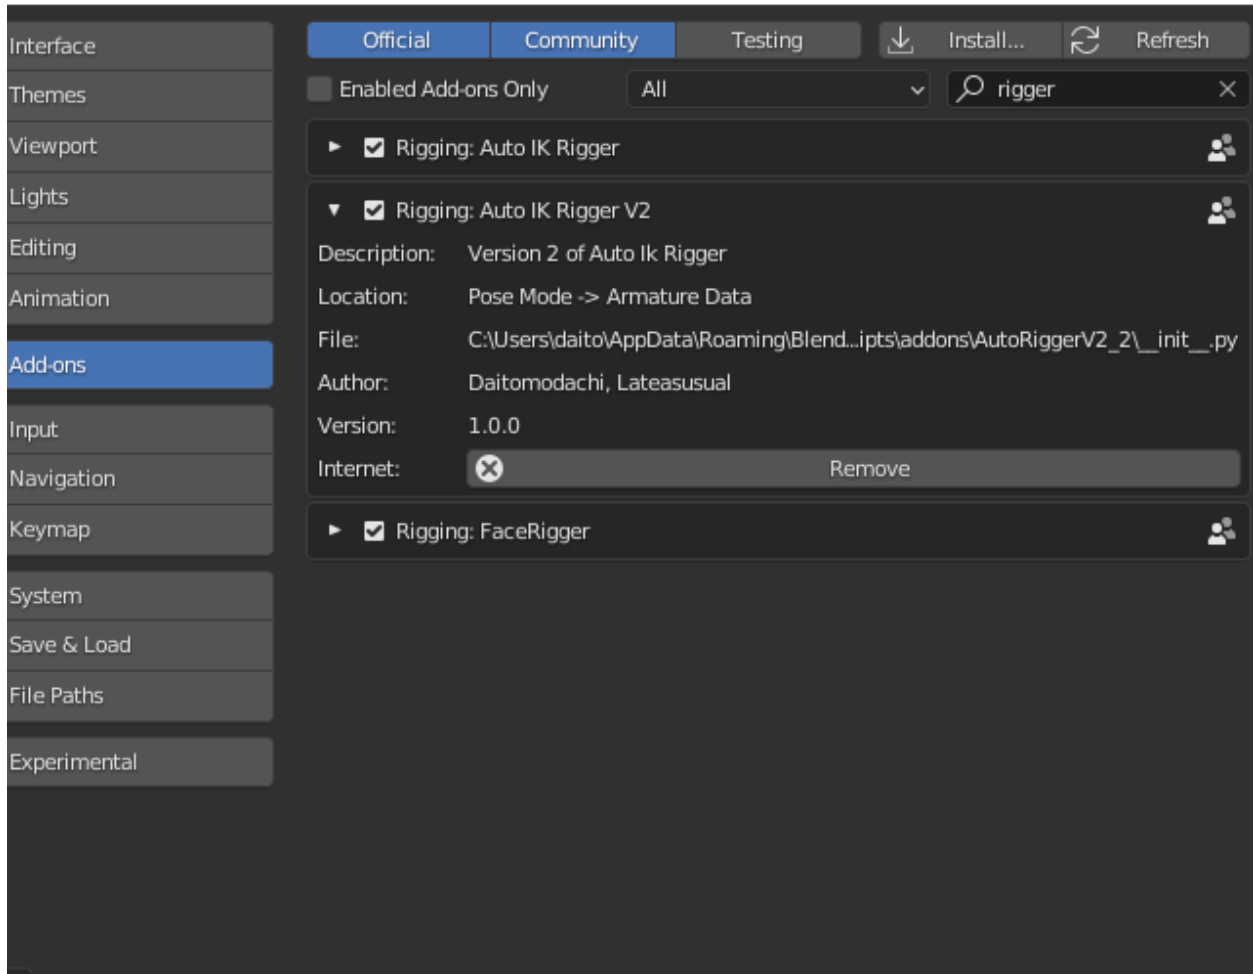 Interface
Themes
Viewport
Lights
Editing
Animation
Add-ons
Input
Navigation
Keymap
System
Save & Load
File Paths
Experimental
Official Community Testing Install... Refresh
Enabled Add-ons Only All rigger
Rigging: Auto IK Rigger
Rigging: Auto IK Rigger V2
Description: Version 2 of Auto Ik Rigger
Location: Pose Mode -> Armature Data
File: C:\Users\daito\AppData\Roaming\Blend...ipts\addons\AutoRiggerV2_2\__init__.py
Author: Daitomodachi, Lateasusual
Version: 1.0.0
Internet: Remove
Rigging: FaceRigger